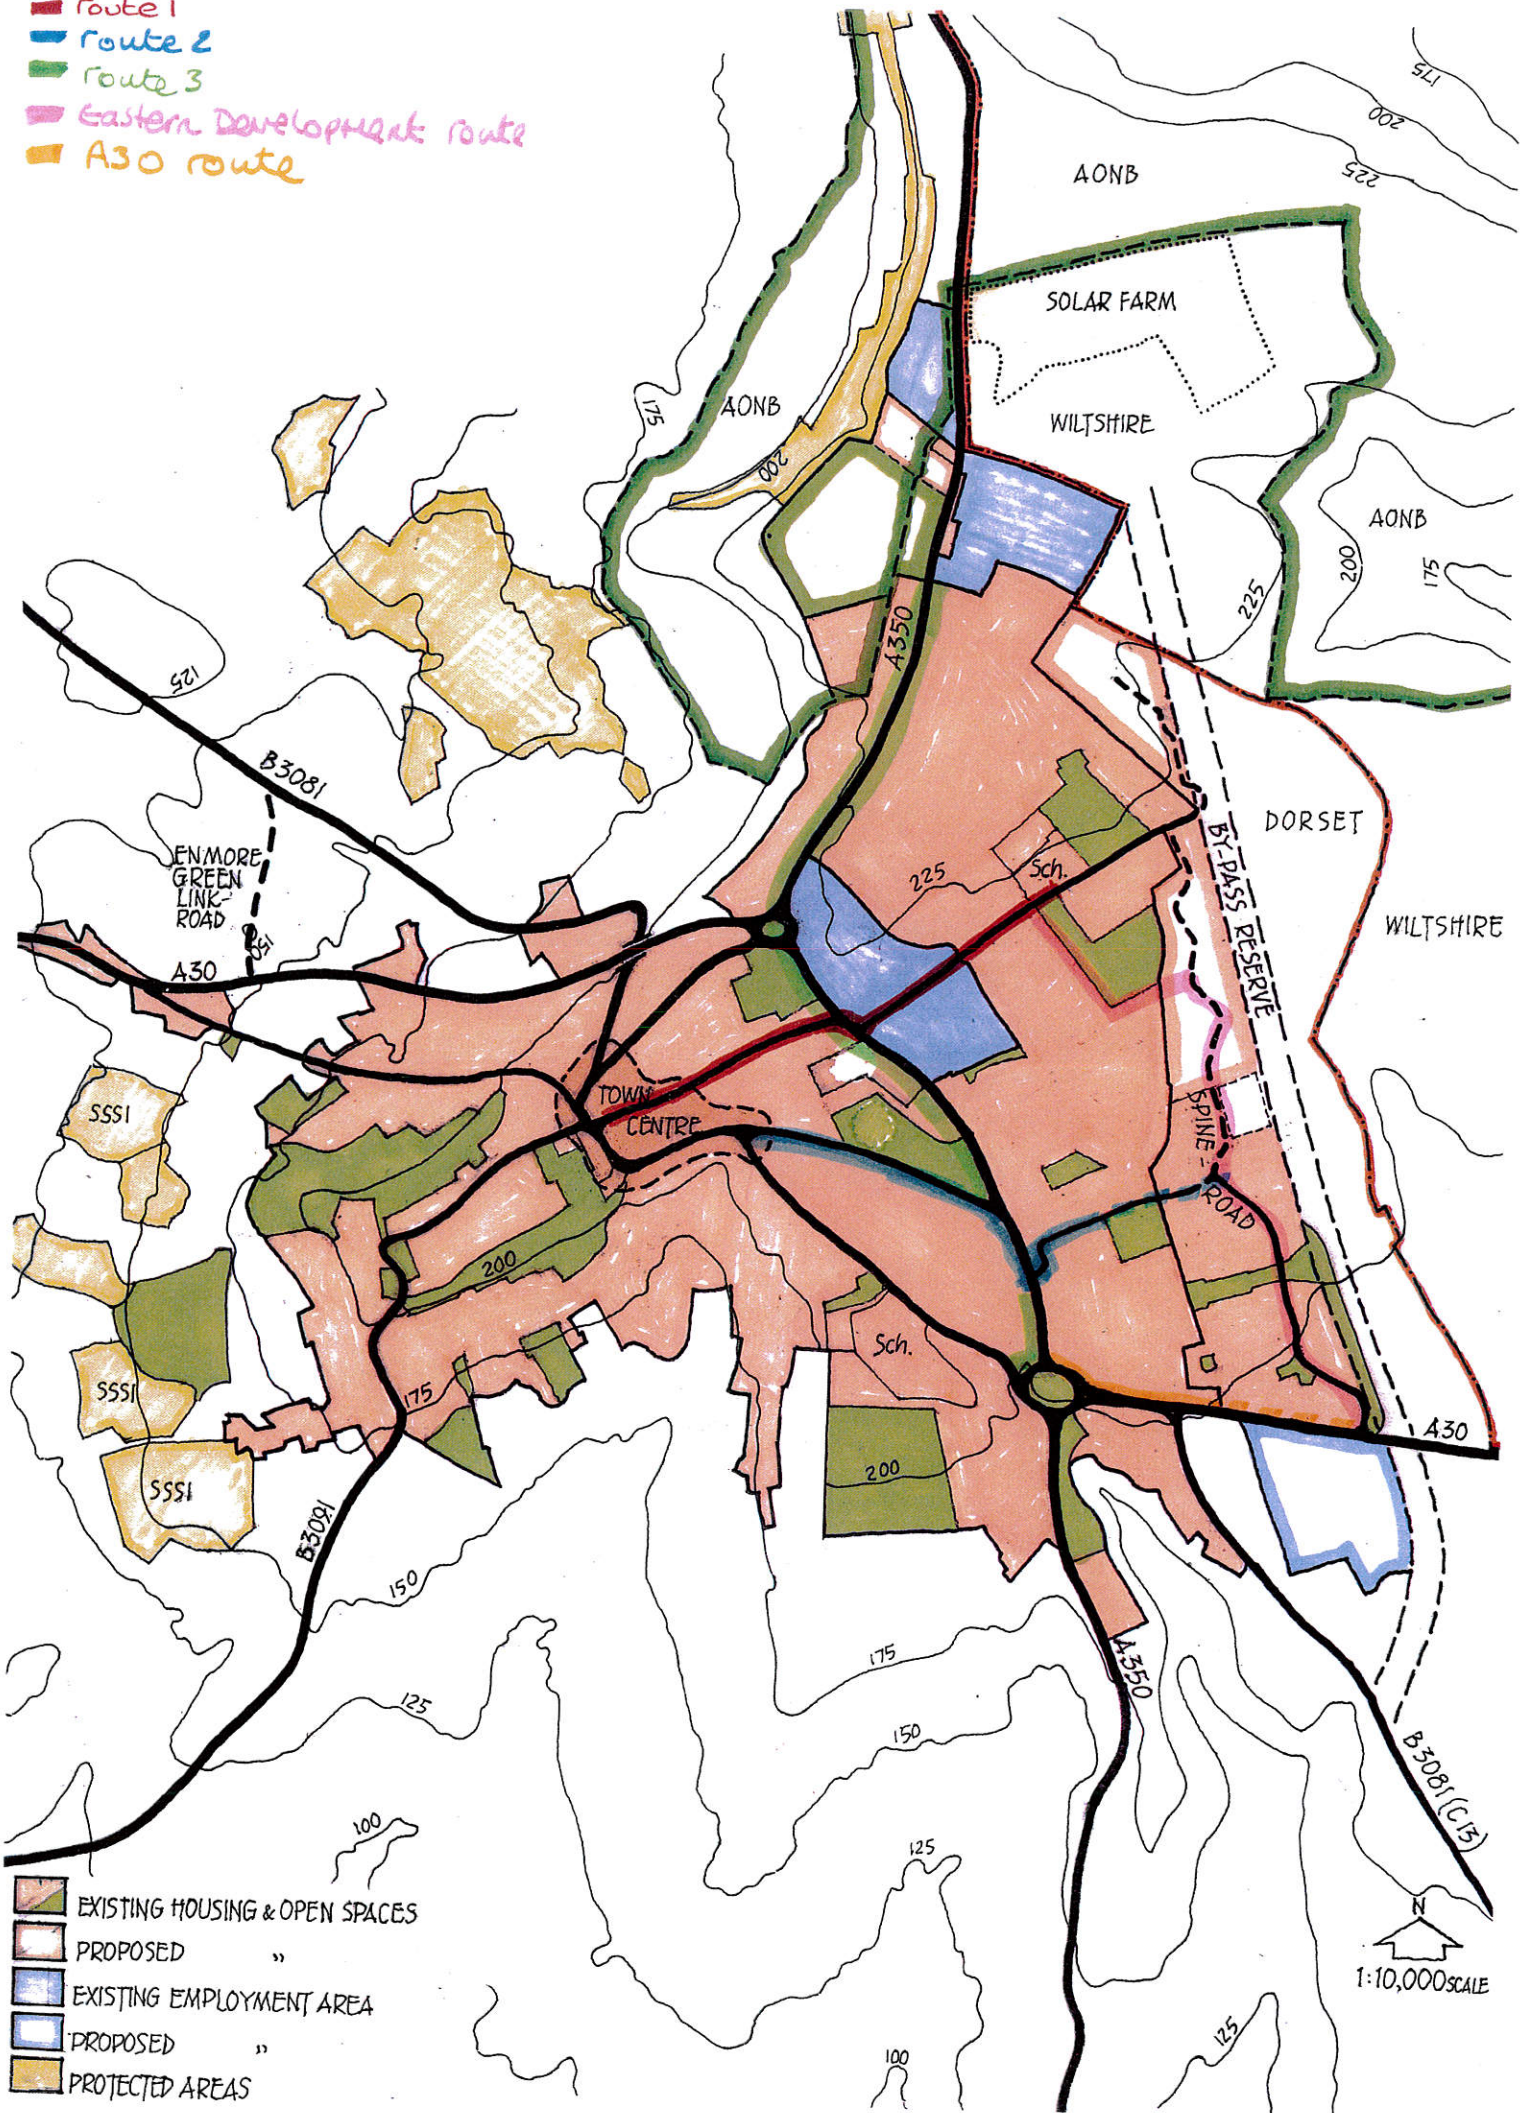 route 1
route 2
route 3
Eastern Development route
A30 route
175
200
225
AONB
SOLAR FARM
WILTSHIRE
175
AONB
200
AONB
200
175
225
A350
125
B3081
ENMORE
GREEN
LINK-
ROAD
150
A30
225
Sch.
BY-PASS RESERVE
DORSET
WILTSHIRE
SSSI
TOWN
CENTRE
SPINE-
ROAD
200
Sch.
SSSI
175
A30
200
SSSI
B3091
150
175
A350
125
150
B3081 (C13)
100
125
EXISTING HOUSING & OPEN SPACES
PROPOSED "
EXISTING EMPLOYMENT AREA
PROPOSED "
PROTECTED AREAS
N
1:10,000 SCALE
125
100